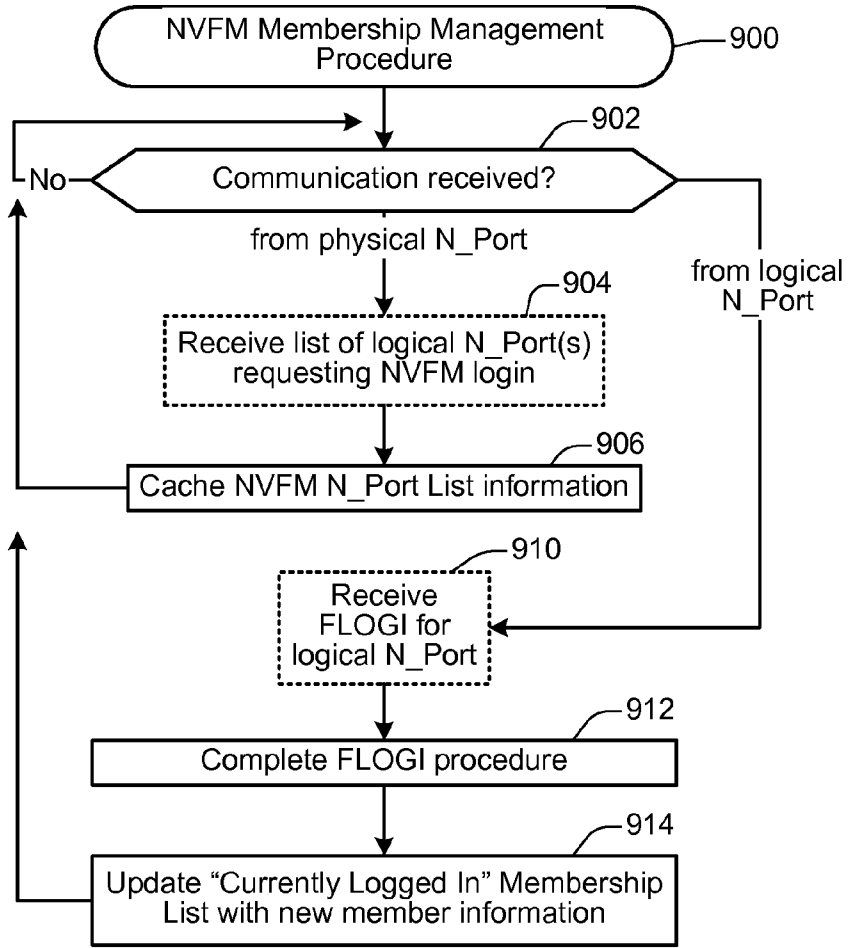 NVFM Membership Management
Procedure
900
902
No
Communication received?
from physical N_Port
from logical
N_Port
904
Receive list of logical N_Port(s)
requesting NVFM login
906
Cache NVFM N_Port List information
910
Receive
FLOGI for
logical N_Port
912
Complete FLOGI procedure
914
Update “Currently Logged In” Membership
List with new member information